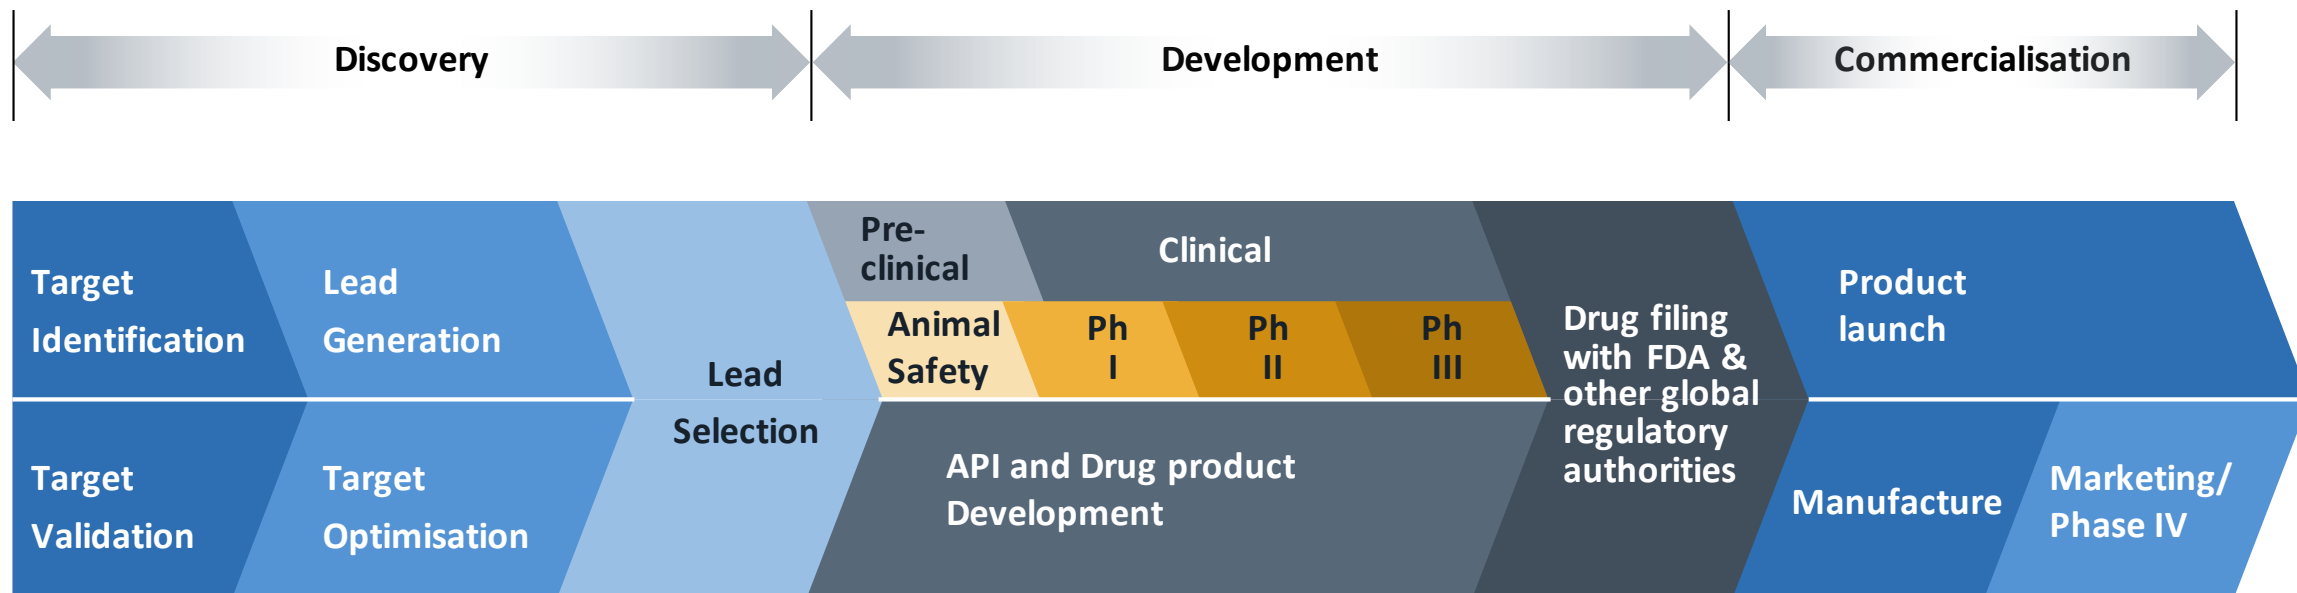 Discovery
Development
Commercialisation
Target
Identification
Lead
Generation
Lead
Selection
Pre-
clinical
Clinical
Animal
Safety
Ph
I
Ph
II
Ph
III
Drug filing
with FDA &
other global
regulatory
authorities
Product
launch
Target
Validation
Target
Optimisation
API and Drug product
Development
Manufacture
Marketing/
Phase IV